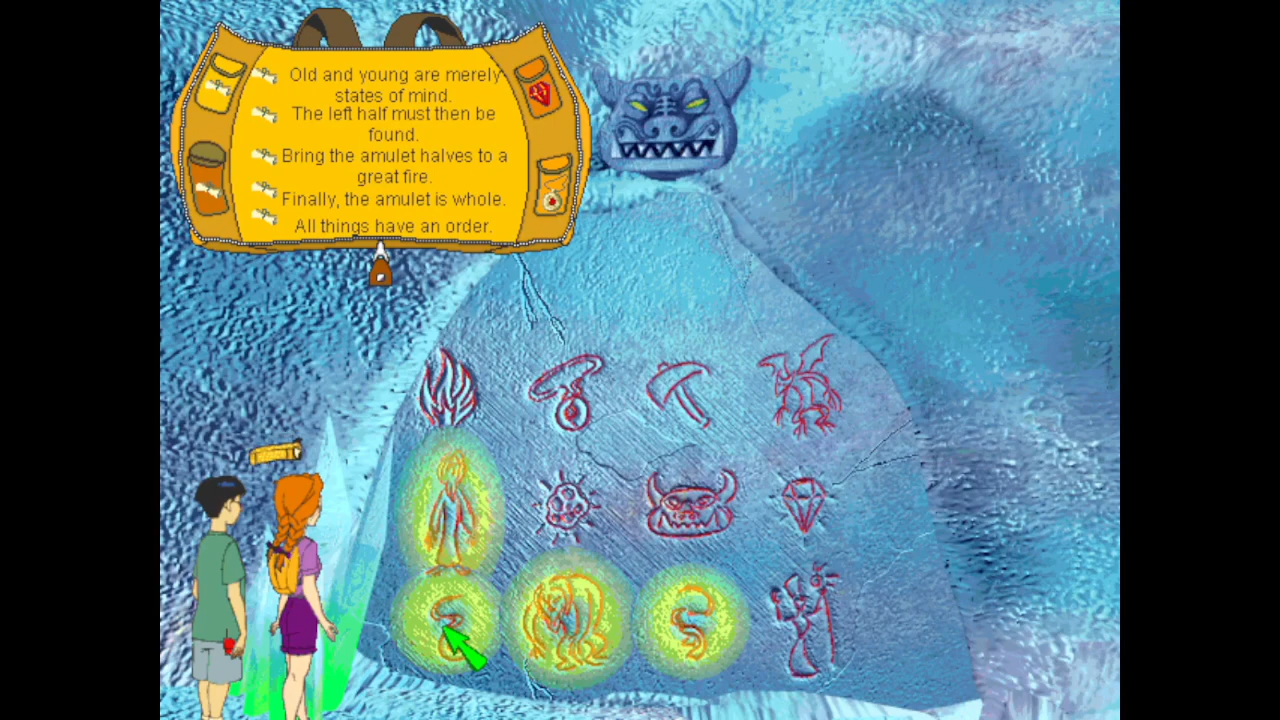 Old and young are merely
states of mind.
The left half must then be
found.
Bring the amulet halves to a
great fire.
Finally, the amulet is whole.
All things have an order.